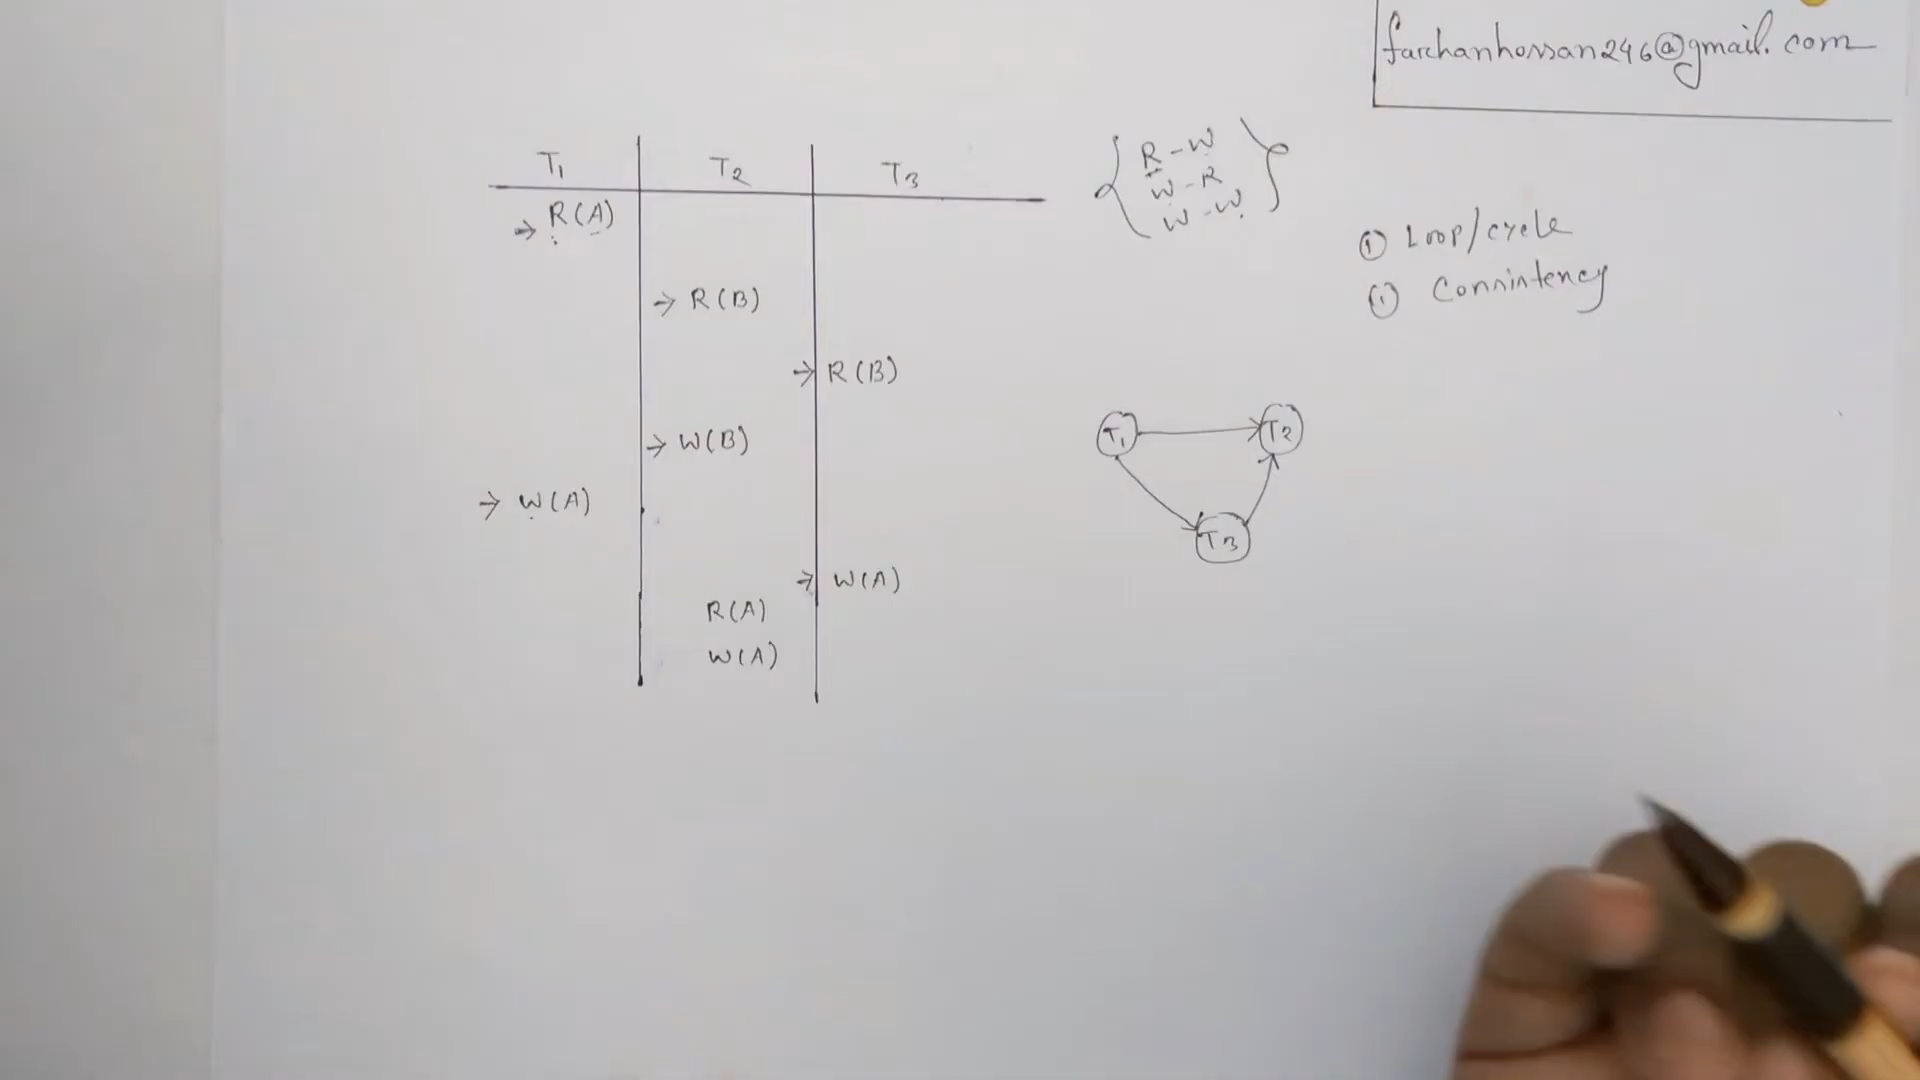 farhanhossan246@gmail.com
T1 T2 T3
→ R(A)
→ R(B)
→ R(B)
→ W(B)
→ W(A)
→ W(A)
R(A)
W(A)
R-W
W-R
W-W
① Loop/cycle
① Consistency
T1 T2
T3